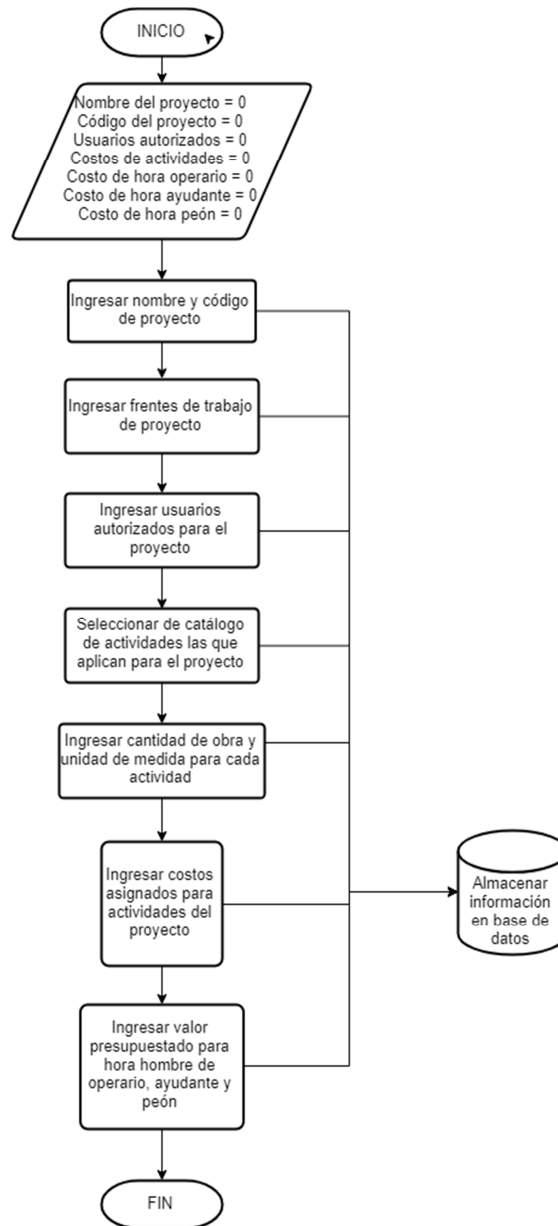 INICIO
Nombre del proyecto = 0
Código del proyecto = 0
Usuarios autorizados = 0
Costos de actividades = 0
Costo de hora operario = 0
Costo de hora ayudante = 0
Costo de hora peón = 0
Ingresar nombre y código
de proyecto
Ingresar frentes de trabajo
de proyecto
Ingresar usuarios
autorizados para el
proyecto
Seleccionar de catálogo
de actividades las que
aplican para el proyecto
Ingresar cantidad de obra y
unidad de medida para cada
actividad
Ingresar costos
asignados para
actividades del
proyecto
Almacenar
información
en base de
datos
Ingresar valor
presupuestado para
hora hombre de
operario, ayudante y
peón
FIN